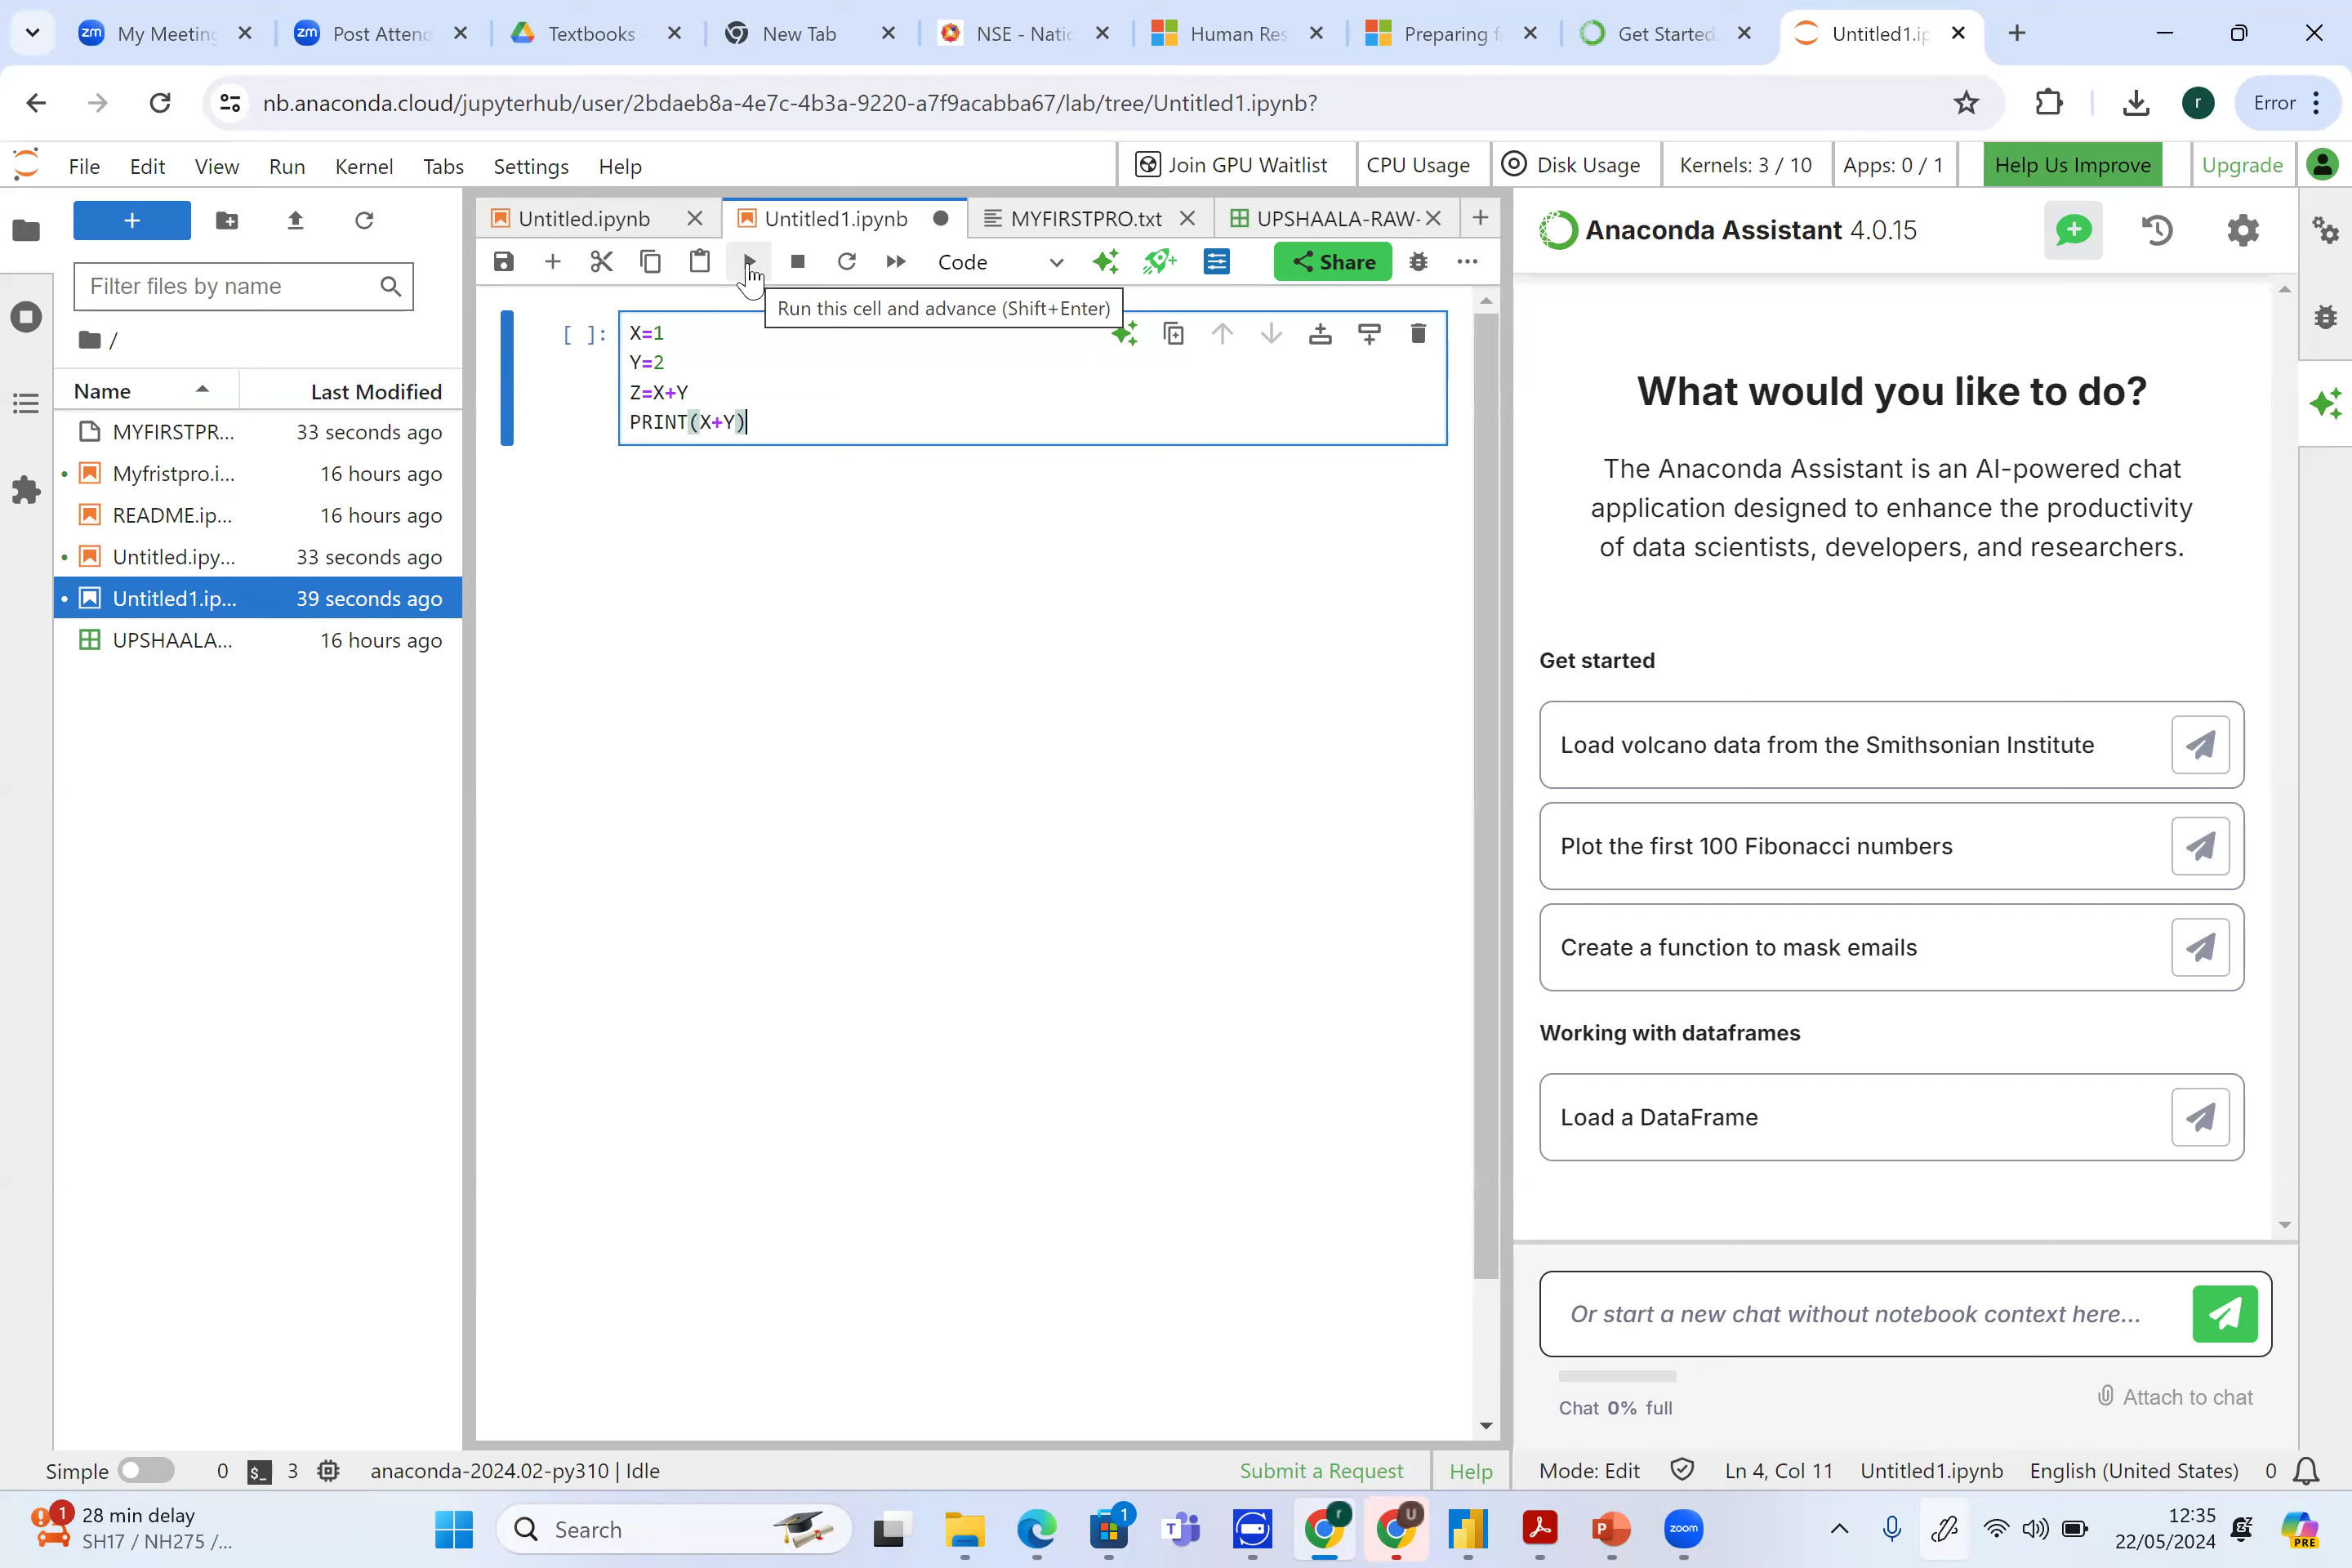 My Meeting
Post Attend
Textbooks
New Tab
NSE - Natic
Human Res
Preparing f
Get Started
Untitled1.ip
nb.anaconda.cloud/jupyterhub/user/2bdaeb8a-4e7c-4b3a-9220-a7f9acabba67/lab/tree/Untitled1.ipynb?
r
Error
File Edit View Run Kernel Tabs Settings Help
Join GPU Waitlist
CPU Usage
Disk Usage
Kernels: 3 / 10
Apps: 0 / 1
Help Us Improve
Upgrade
Untitled.ipynb
Untitled1.ipynb
MYFIRSTPRO.txt
UPSHAALA-RAW-
Code
Share
Run this cell and advance (Shift+Enter)
Filter files by name
/
Name Last Modified
MYFIRSTPR... 33 seconds ago
Myfristpro.i... 16 hours ago
README.ip... 16 hours ago
Untitled.ipy... 33 seconds ago
Untitled1.ip... 39 seconds ago
UPSHAALA... 16 hours ago
[ ]: X=1
Y=2
Z=X+Y
PRINT(X+Y)
Anaconda Assistant 4.0.15
What would you like to do?
The Anaconda Assistant is an AI-powered chat
application designed to enhance the productivity
of data scientists, developers, and researchers.
Get started
Load volcano data from the Smithsonian Institute
Plot the first 100 Fibonacci numbers
Create a function to mask emails
Working with dataframes
Load a DataFrame
Or start a new chat without notebook context here...
Chat 0% full
Attach to chat
Simple 0 $_ 3 anaconda-2024.02-py310 | Idle
Submit a Request
Help
Mode: Edit Ln 4, Col 11 Untitled1.ipynb English (United States) 0
1
28 min delay
SH17 / NH275 /...
Search
1
T
r
U
P
zoom
12:35
22/05/2024
PRE